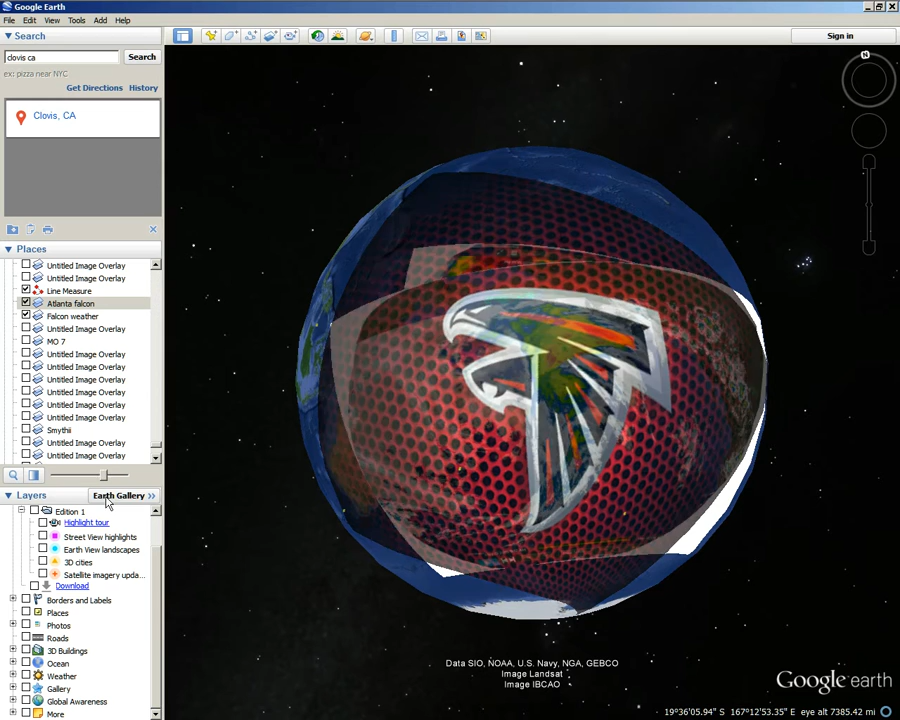 Google Earth
File Edit View Tools Add Help
Search
Sign in
clovis ca
Search
ex: pizza near NYC
Get Directions History
Clovis, CA
N
Places
Untitled Image Overlay
Untitled Image Overlay
Line Measure
Atlanta falcon
Falcon weather
Untitled Image Overlay
MO 7
Untitled Image Overlay
Untitled Image Overlay
Untitled Image Overlay
Untitled Image Overlay
Untitled Image Overlay
Untitled Image Overlay
Smythii
Untitled Image Overlay
Untitled Image Overlay
Layers
Earth Gallery >>
Edition 1
Highlight tour
Street View highlights
Earth View landscapes
3D cities
Satellite imagery upda...
Download
Borders and Labels
Places
Photos
Roads
3D Buildings
Ocean
Weather
Gallery
Global Awareness
More
Data SIO, NOAA, U.S. Navy, NGA, GEBCO
Image Landsat
Image IBCAO
Google earth
19°36'05.94" S 167°12'53.35" E eye alt 7385.42 mi